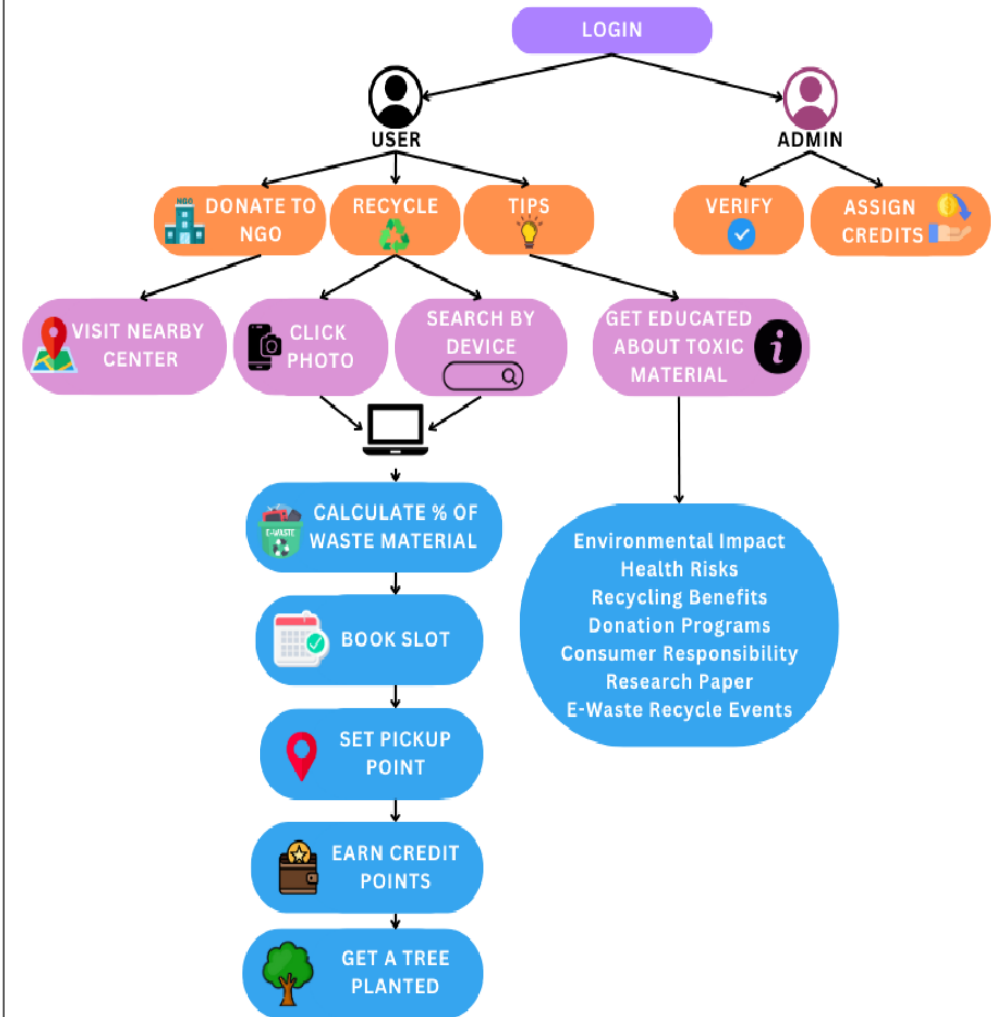 LOGIN
USER
ADMIN
NGO
DONATE TO
NGO
RECYCLE
TIPS
VERIFY
ASSIGN
CREDITS
VISIT NEARBY
CENTER
CLICK
PHOTO
SEARCH BY
DEVICE
GET EDUCATED
ABOUT TOXIC
MATERIAL
i
E-WASTE
CALCULATE % OF
WASTE MATERIAL
BOOK SLOT
SET PICKUP
POINT
EARN CREDIT
POINTS
GET A TREE
PLANTED
Environmental Impact
Health Risks
Recycling Benefits
Donation Programs
Consumer Responsibility
Research Paper
E-Waste Recycle Events